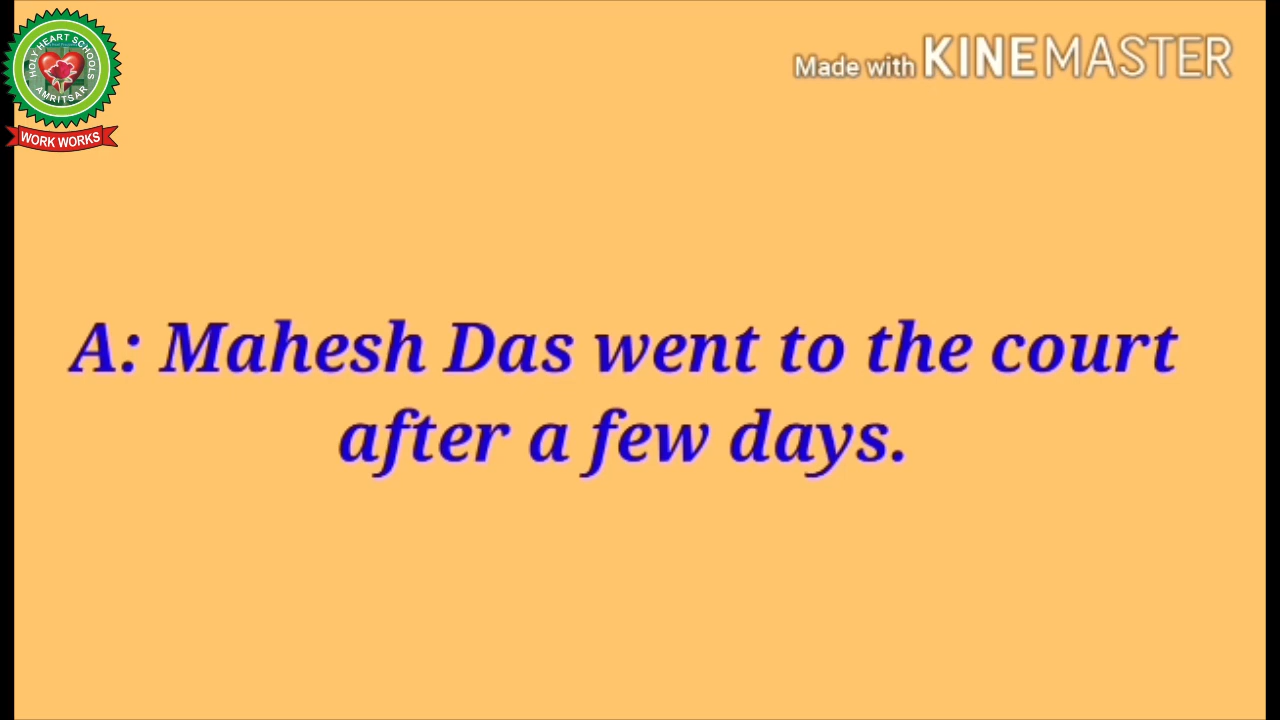 HOLY HEART SCHOOLS
AMRITSAR
WORK WORKS
Made with KINEMASTER
A: Mahesh Das went to the court
after a few days.